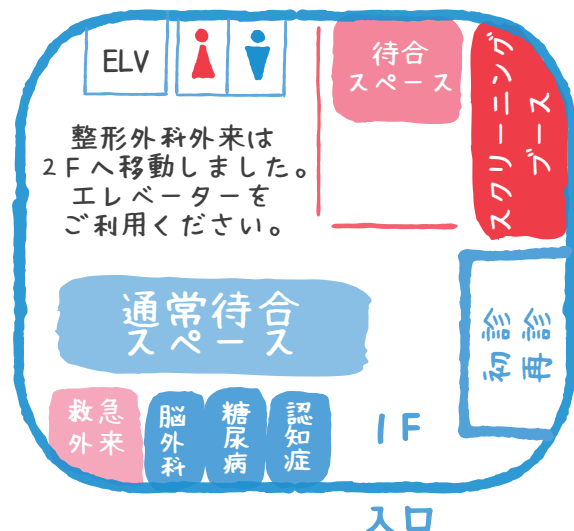 ELV
待合
スペース
スクリーニング
ブース
整形外科外来は
2Fへ移動しました。
エレベーターを
ご利用ください。
通常待合
スペース
初診
再診
救急
外来
脳外科
糖尿病
認知症
1F
入口